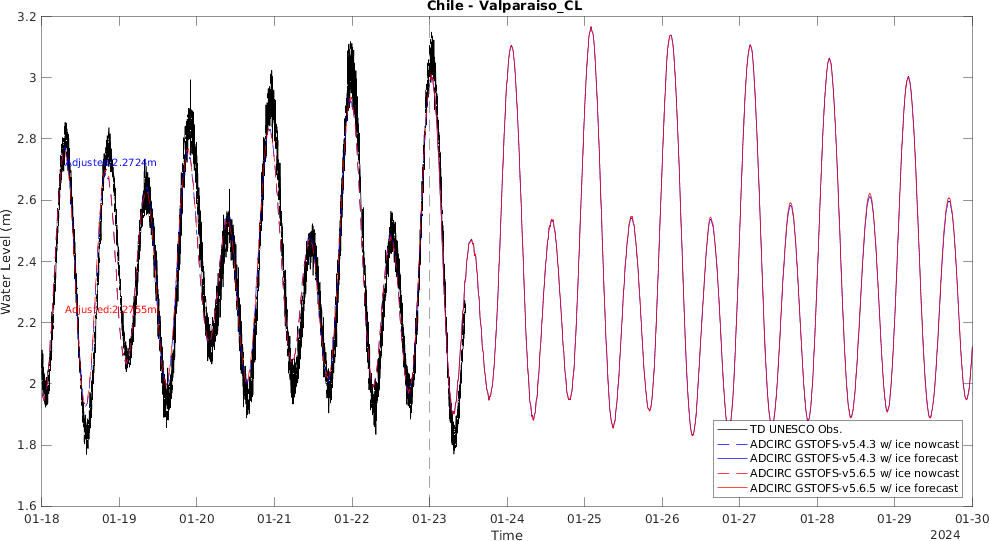 Chile - Valparaiso_CL
3.2
3
2.8
2.6
2.4
2.2
2
1.8
1.6
Water Level (m)
Adjusted:2.2724m
Adjusted:2.2755m
TD UNESCO Obs.
ADCIRC GSTOFS-v5.4.3 w/ ice nowcast
ADCIRC GSTOFS-v5.4.3 w/ ice forecast
ADCIRC GSTOFS-v5.6.5 w/ ice nowcast
ADCIRC GSTOFS-v5.6.5 w/ ice forecast
01-18 01-19 01-20 01-21 01-22 01-23 01-24 01-25 01-26 01-27 01-28 01-29 01-30
Time
2024